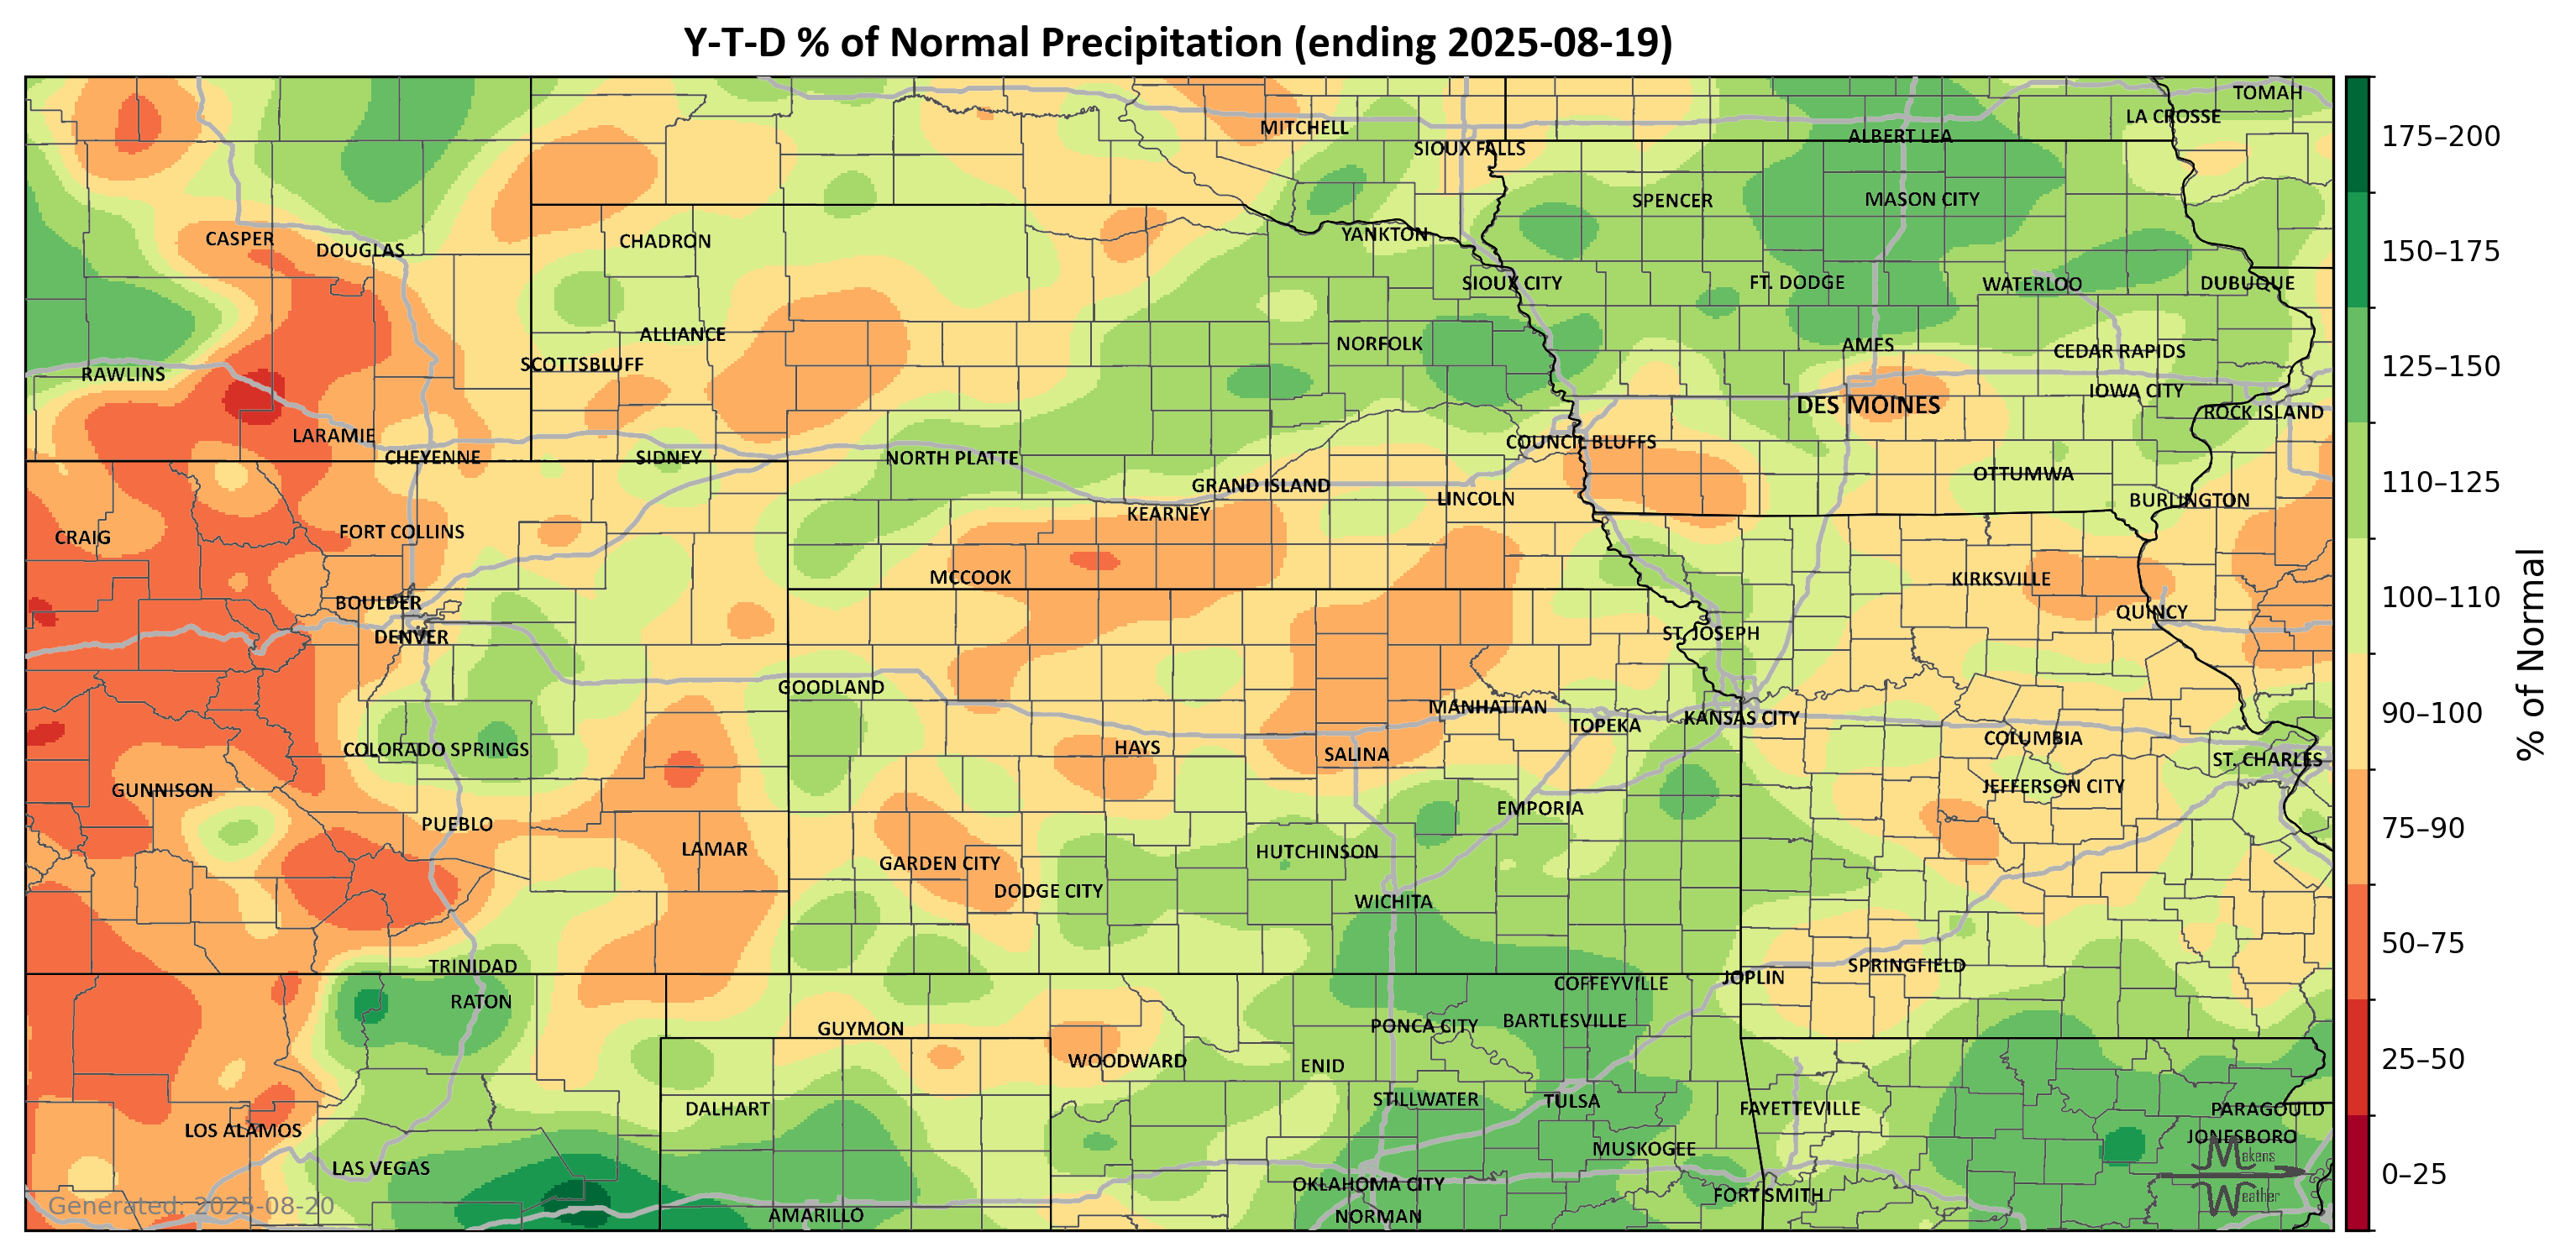 Y-T-D % of Normal Precipitation (ending 2025-08-19)
TOMAH
LA CROSSE
MITCHELL
ALBERT LEA
SIOUX FALLS
SPENCER
MASON CITY
CASPER
DOUGLAS
CHADRON
YANKTON
SIOUX CITY
FT. DODGE
WATERLOO
DUBUQUE
ALLIANCE
NORFOLK
AMES
CEDAR RAPIDS
SCOTTSBLUFF
RAWLINS
IOWA CITY
DES MOINES
ROCK ISLAND
LARAMIE
COUNCIL BLUFFS
CHEYENNE
SIDNEY
NORTH PLATTE
OTTUMWA
GRAND ISLAND
LINCOLN
BURLINGTON
KEARNEY
CRAIG
FORT COLLINS
MCCOOK
KIRKSVILLE
BOULDER
QUINCY
DENVER
ST. JOSEPH
GOODLAND
MANHATTAN
KANSAS CITY
TOPEKA
COLORADO SPRINGS
HAYS
SALINA
COLUMBIA
ST. CHARLES
GUNNISON
JEFFERSON CITY
EMPORIA
PUEBLO
LAMAR
HUTCHINSON
GARDEN CITY
DODGE CITY
WICHITA
TRINIDAD
SPRINGFIELD
JOPLIN
COFFEYVILLE
RATON
GUYMON
PONCA CITY
BARTLESVILLE
WOODWARD
ENID
DALHART
STILLWATER
TULSA
FAYETTEVILLE
PARAGOULD
LOS ALAMOS
JONESBORO
MUSKOGEE
LAS VEGAS
OKLAHOMA CITY
FORT SMITH
AMARILLO
NORMAN
Makens
Weather
Generated: 2025-08-20
175–200
150–175
125–150
110–125
100–110
90–100
75–90
50–75
25–50
0–25
% of Normal